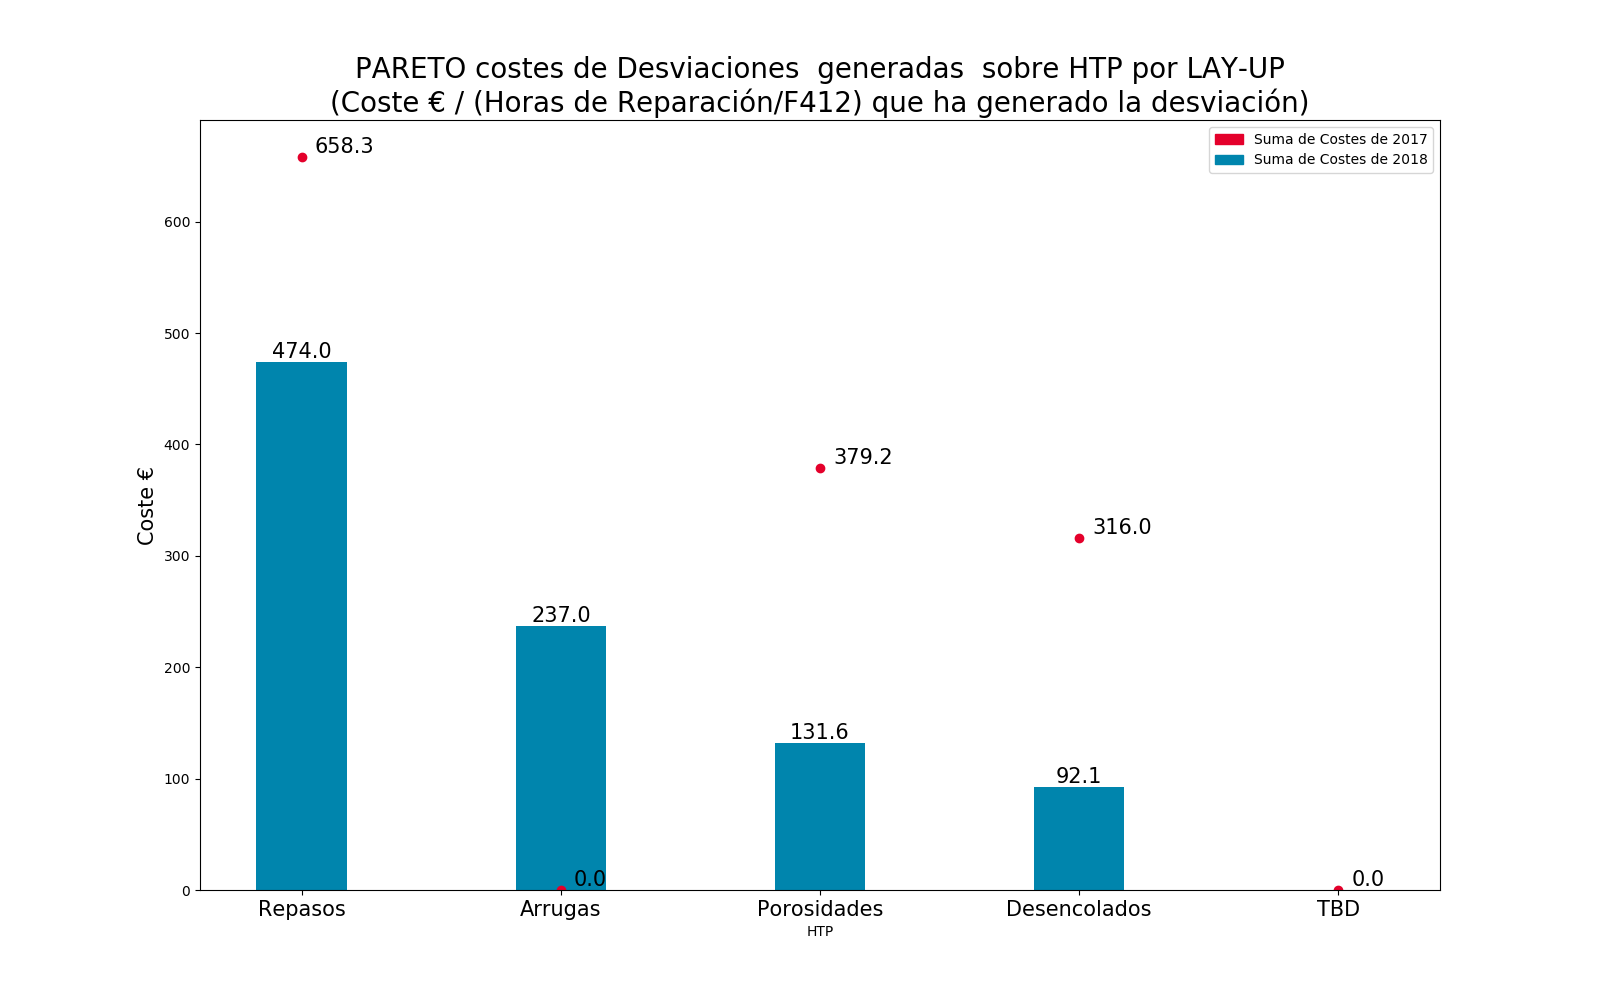 PARETO costes de Desviaciones  generadas  sobre HTP por LAY-UP
(Coste € / (Horas de Reparación/F412) que ha generado la desviación)
Suma de Costes de 2017
Suma de Costes de 2018
658.3
600
500
474.0
400
379.2
Coste €
316.0
300
237.0
200
131.6
100
92.1
0
0.0
0.0
Repasos
Arrugas
Porosidades
Desencolados
TBD
HTP